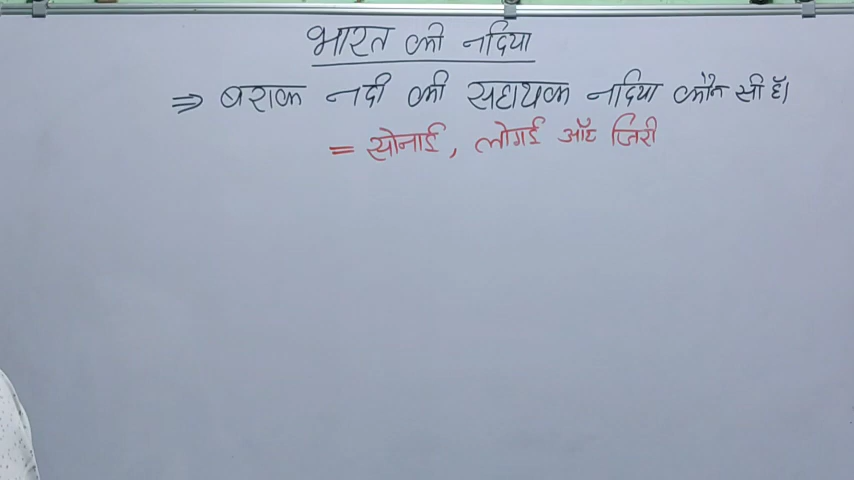 भारत की नदिया
⇒ बराक नदी की सहायक नदिया कौन सी हैं।
= सोनाई, लोगई और जिरी